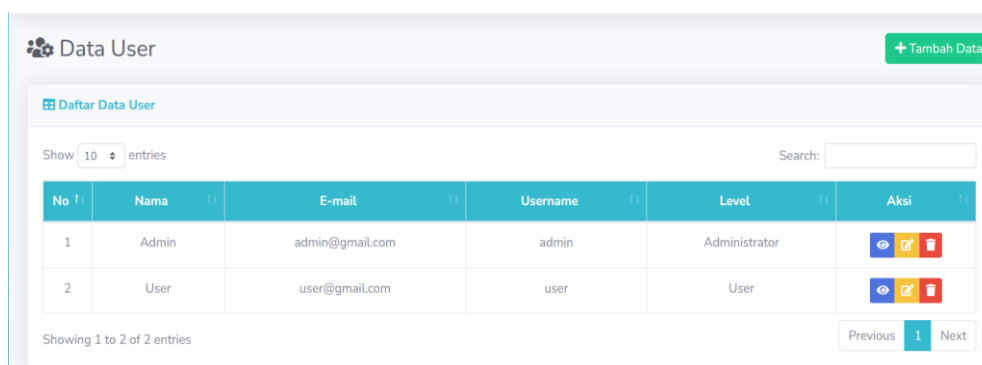 Data User
+ Tambah Data
Daftar Data User
Show 10 entries
Search:
No Nama E-mail Username Level Aksi
1 Admin admin@gmail.com admin Administrator
2 User user@gmail.com user User
Showing 1 to 2 of 2 entries
Previous 1 Next